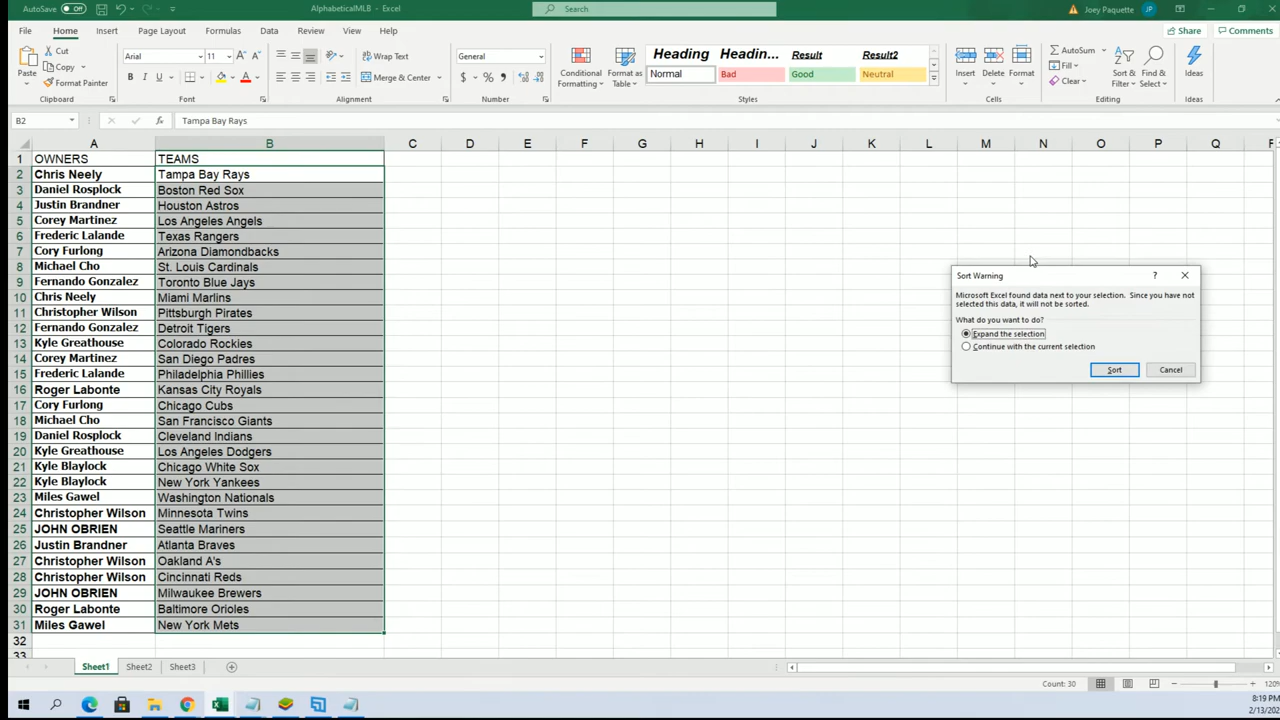 AutoSave Off AlphabeticalMLB - Excel Search Joey Paquette JP
File Home Insert Page Layout Formulas Data Review View Help Share Comments
Paste Cut Copy Format Painter Clipboard
Arial 11 A A B I U A Font
Merge & Center Alignment
General $ % , Number
Conditional Formatting Format as Table
Heading Headin... Result Result2
Normal Bad Good Neutral
Styles
Insert Delete Format Cells
AutoSum Fill Clear Sort & Filter Find & Select Editing
Ideas Ideas
B2 fx Tampa Bay Rays
A B C D E F G H I J K L M N O P Q
1 OWNERS TEAMS
2 Chris Neely Tampa Bay Rays
3 Daniel Rosplock Boston Red Sox
4 Justin Brandner Houston Astros
5 Corey Martinez Los Angeles Angels
6 Frederic Lalande Texas Rangers
7 Cory Furlong Arizona Diamondbacks
8 Michael Cho St. Louis Cardinals
9 Fernando Gonzalez Toronto Blue Jays
10 Chris Neely Miami Marlins
11 Christopher Wilson Pittsburgh Pirates
12 Fernando Gonzalez Detroit Tigers
13 Kyle Greathouse Colorado Rockies
14 Corey Martinez San Diego Padres
15 Frederic Lalande Philadelphia Phillies
16 Roger Labonte Kansas City Royals
17 Cory Furlong Chicago Cubs
18 Michael Cho San Francisco Giants
19 Daniel Rosplock Cleveland Indians
20 Kyle Greathouse Los Angeles Dodgers
21 Kyle Blaylock Chicago White Sox
22 Kyle Blaylock New York Yankees
23 Miles Gawel Washington Nationals
24 Christopher Wilson Minnesota Twins
25 JOHN OBRIEN Seattle Mariners
26 Justin Brandner Atlanta Braves
27 Christopher Wilson Oakland A's
28 Christopher Wilson Cincinnati Reds
29 JOHN OBRIEN Milwaukee Brewers
30 Roger Labonte Baltimore Orioles
31 Miles Gawel New York Mets
32
33
Sort Warning ?
Microsoft Excel found data next to your selection. Since you have not
selected this data, it will not be sorted.
What do you want to do?
Expand the selection
Continue with the current selection
Sort Cancel
Sheet1 Sheet2 Sheet3
Count: 30 120%
8:19 PM